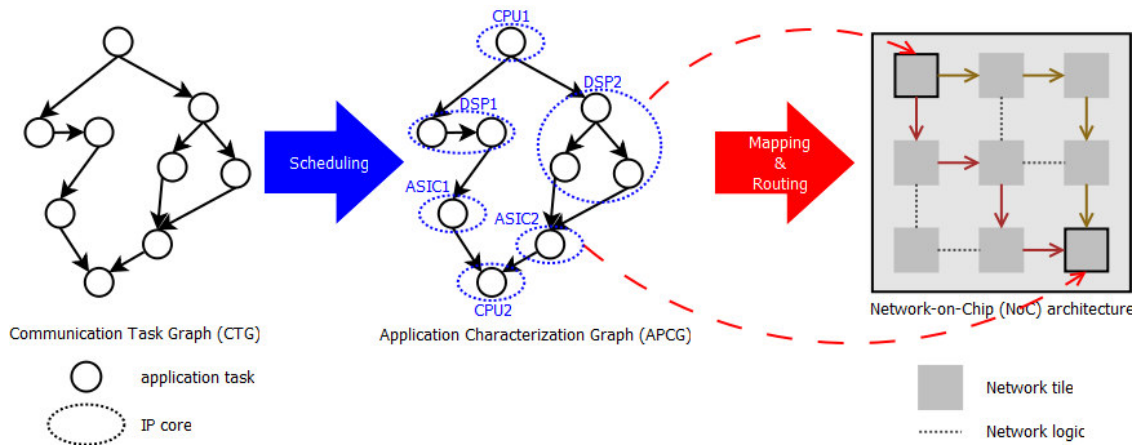 CPU1
DSP2
DSP1
Scheduling
Mapping
&
Routing
ASIC1
ASIC2
CPU2
Communication Task Graph (CTG)
Application Characterization Graph (APCG)
Network-on-Chip (NoC) architecture
application task
IP core
Network tile
Network logic